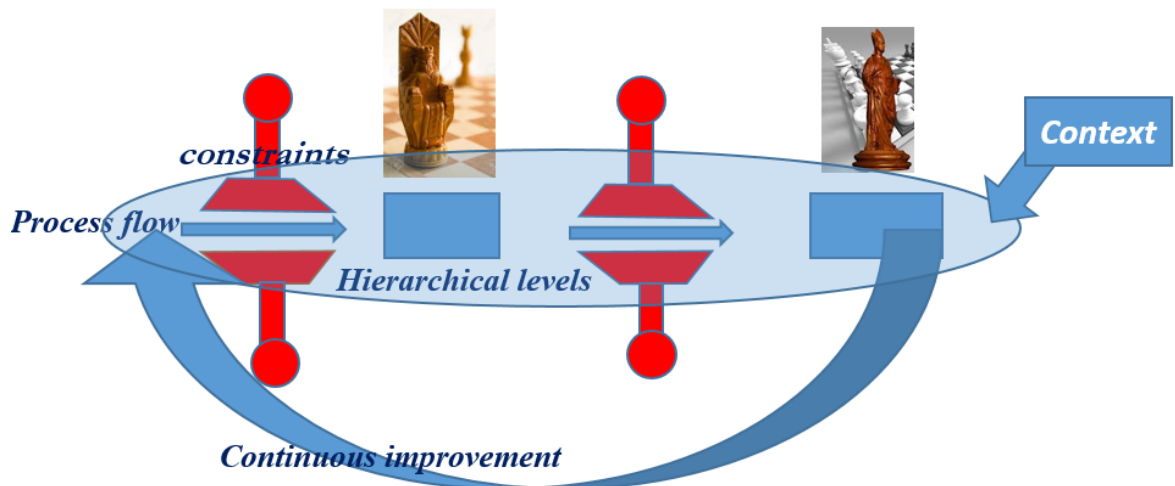 Context
constraints
Process flow
Hierarchical levels
Continuous improvement